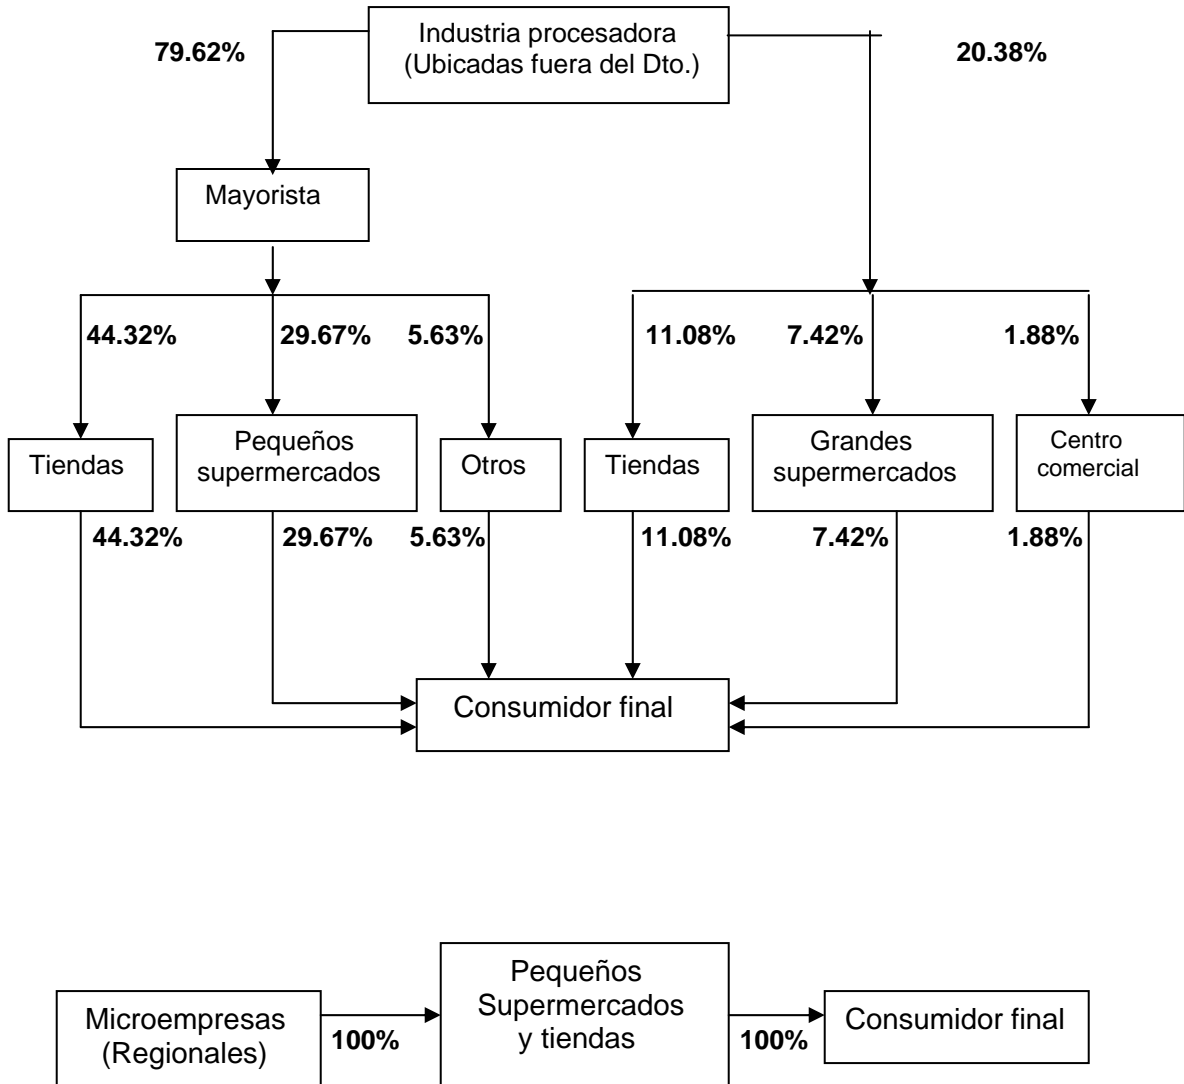 Industria procesadora
(Ubicadas fuera del Dto.)
79.62%
20.38%
Mayorista
44.32%
29.67%
5.63%
11.08%
7.42%
1.88%
Tiendas
Pequeños
supermercados
Otros
Tiendas
Grandes
supermercados
Centro
comercial
44.32%
29.67%
5.63%
11.08%
7.42%
1.88%
Consumidor final
Microempresas
(Regionales)
100%
Pequeños
Supermercados
y tiendas
100%
Consumidor final